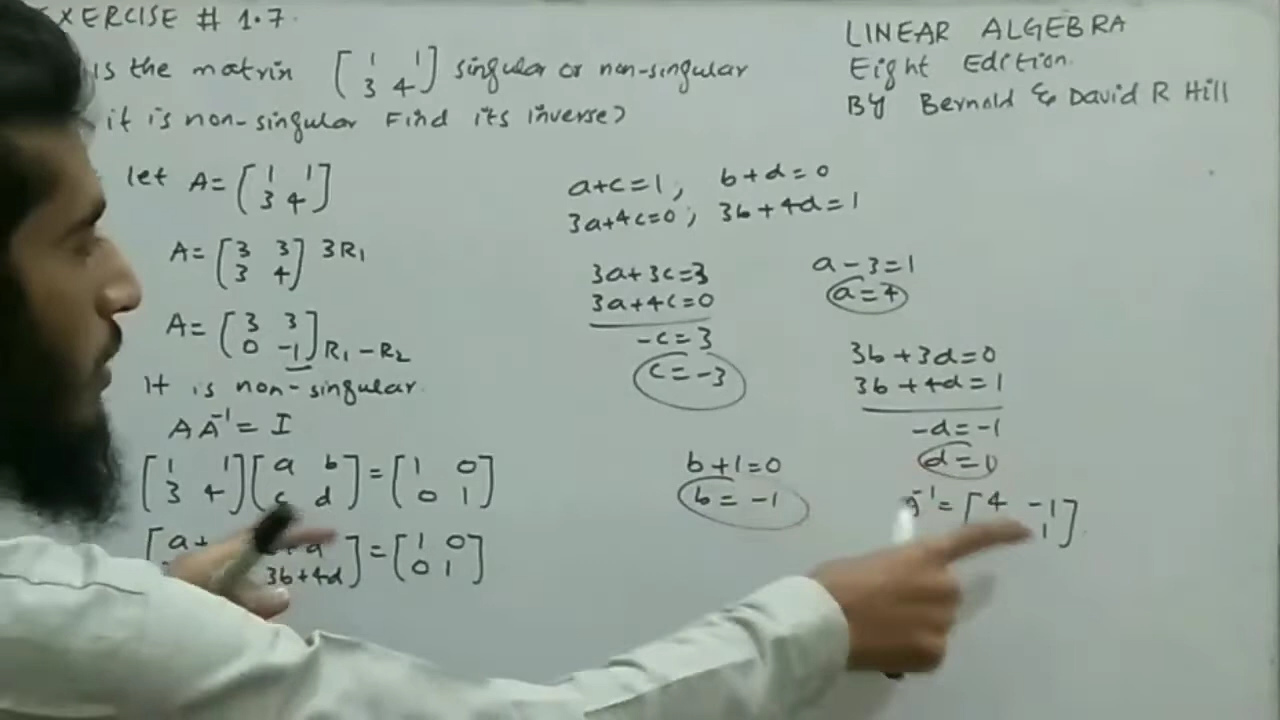 EXERCISE # 1.7
is the matrin [1 1 / 3 4] singular or non-singular
it is non-singular Find its inverse?
LINEAR ALGEBRA
Eight Edition.
BY Bernald & David R Hill
let A = [1 1 / 3 4]
A = [3 3 / 3 4] 3R1
A = [3 3 / 0 -1] R1 - R2
It is non-singular.
A A^-1 = I
[1 1 / 3 4] [a b / c d] = [1 0 / 0 1]
[a+ / 3b+4d] = [1 0 / 0 1]
a+c=1, b+d=0
3a+4c=0, 3b+4d=1
3a+3c=3
3a+4c=0
-c=3
c=-3
a-3=1
a=4
3b+3d=0
3b+4d=1
-d=-1
d=1
b+1=0
b=-1
^-1 = [4 -1 / 1]